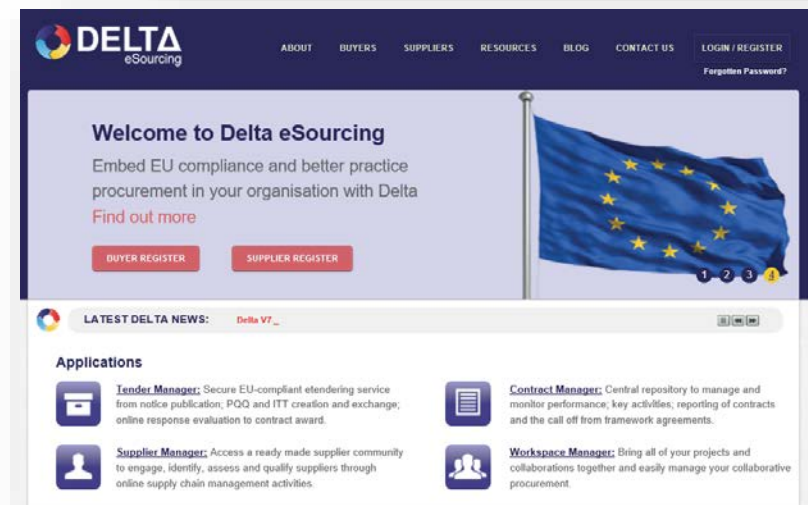 DELTA
eSourcing
ABOUT BUYERS SUPPLIERS RESOURCES BLOG CONTACT US LOGIN / REGISTER
Forgotten Password?
Welcome to Delta eSourcing
Embed EU compliance and better practice
procurement in your organisation with Delta
Find out more
BUYER REGISTER SUPPLIER REGISTER
1 2 3 4
LATEST DELTA NEWS: Delta V7_
Applications
Tender Manager: Secure EU-compliant etendering service
from notice publication; PQQ and ITT creation and exchange;
online response evaluation to contract award.
Contract Manager: Central repository to manage and
monitor performance; key activities; reporting of contracts
and the call off from framework agreements.
Supplier Manager: Access a ready made supplier community
to engage, identify, assess and qualify suppliers through
online supply chain management activities.
Workspace Manager: Bring all of your projects and
collaborations together and easily manage your collaborative
procurement.